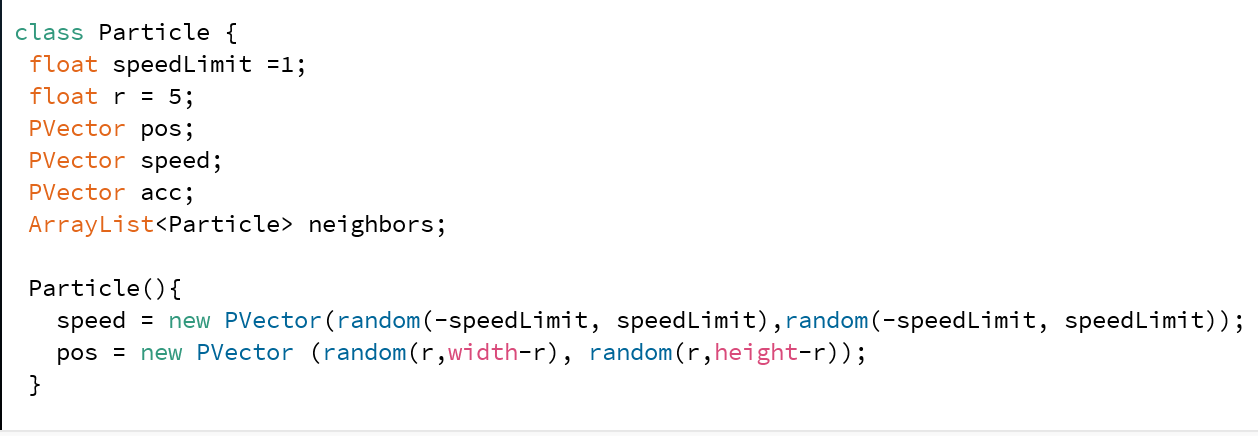 class Particle {
 float speedLimit =1;
 float r = 5;
 PVector pos;
 PVector speed;
 PVector acc;
 ArrayList<Particle> neighbors;

 Particle(){
   speed = new PVector(random(-speedLimit, speedLimit),random(-speedLimit, speedLimit));
   pos = new PVector (random(r,width-r), random(r,height-r));
 }